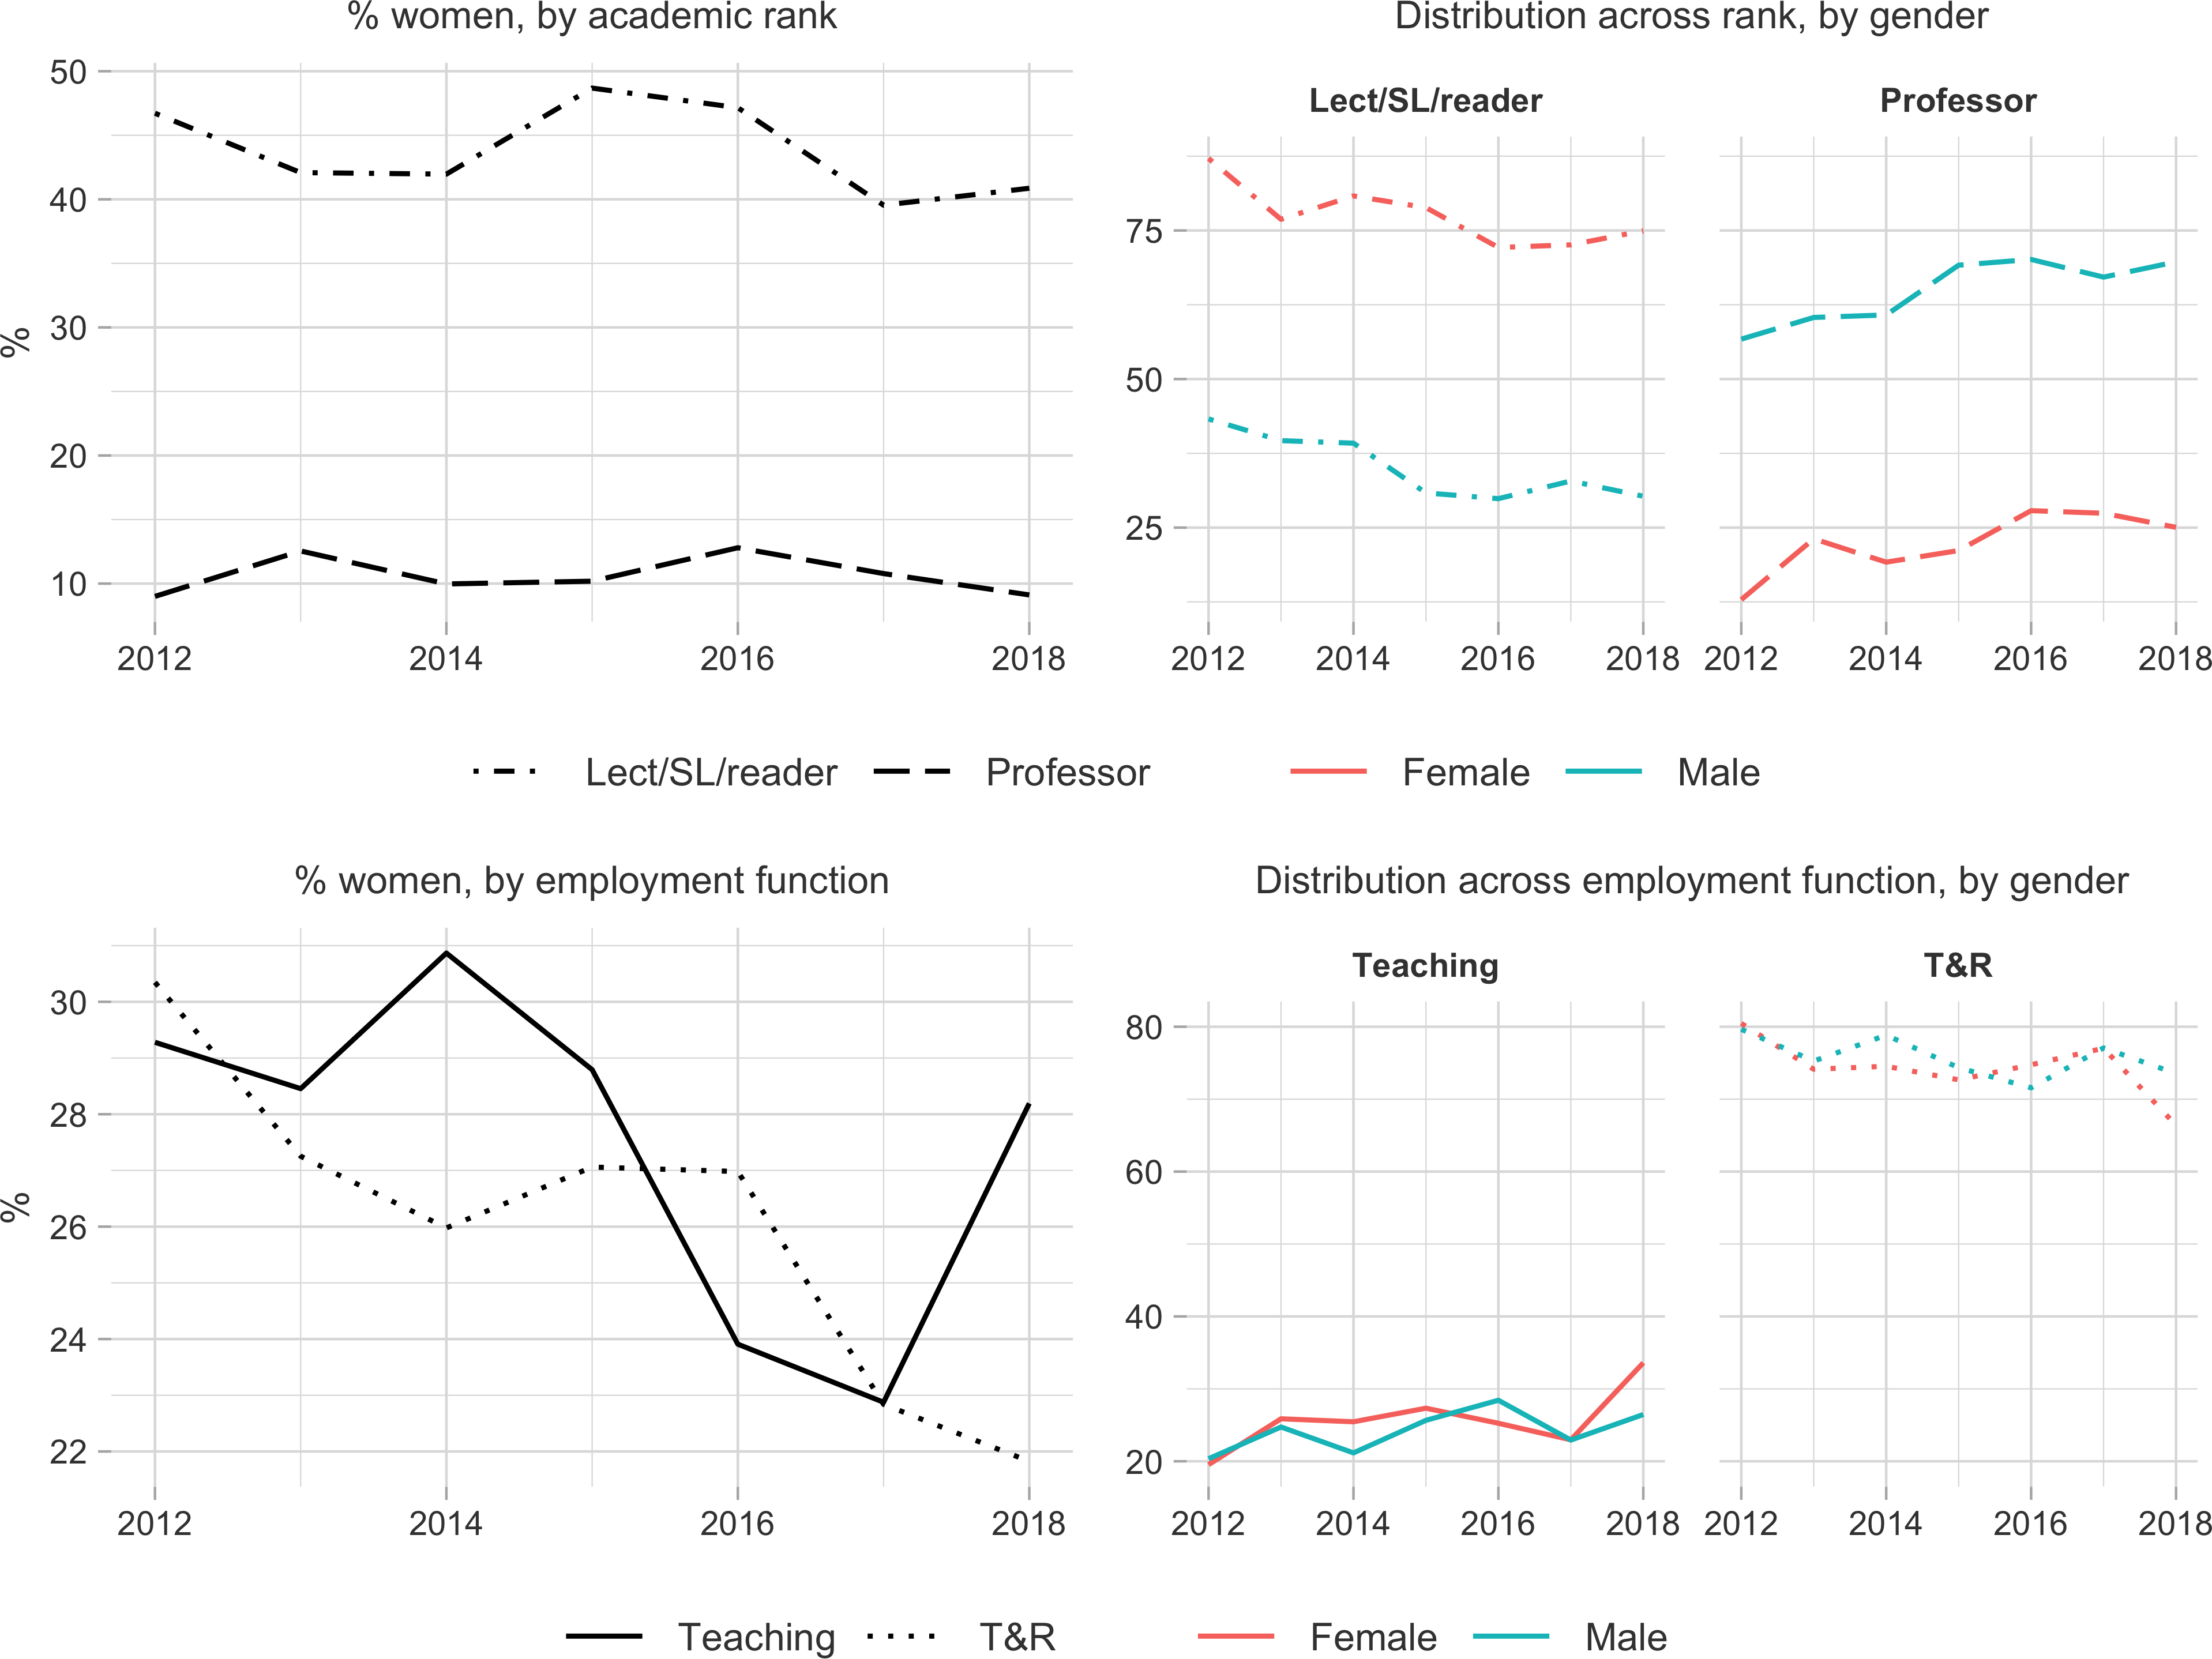 % women, by academic rank
Distribution across rank, by gender
Lect/SL/reader
Professor
50
40
30
20
10
%
2012
2014
2016
2018
75
50
25
2012
2014
2016
2018
2012
2014
2016
2018
Lect/SL/reader
Professor
Female
Male
% women, by employment function
Distribution across employment function, by gender
Teaching
T&R
30
28
26
24
22
%
2012
2014
2016
2018
80
60
40
20
2012
2014
2016
2018
2012
2014
2016
2018
Teaching
T&R
Female
Male